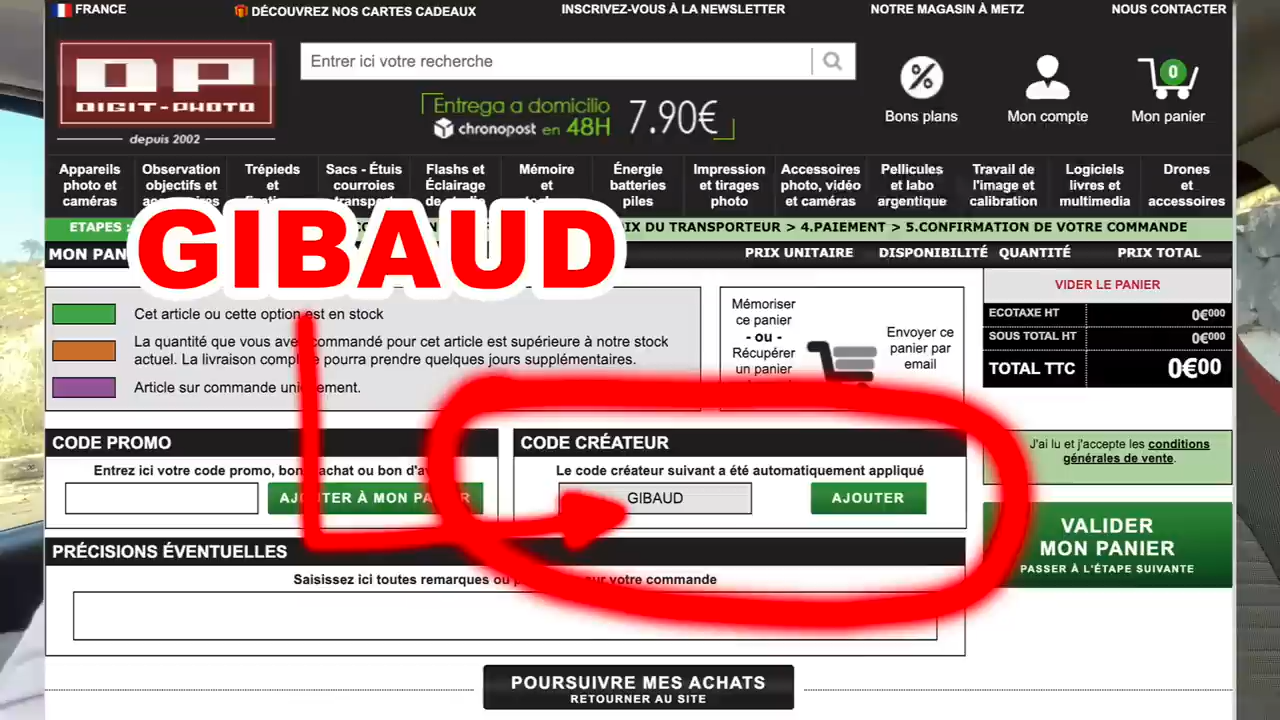 FRANCE
DÉCOUVREZ NOS CARTES CADEAUX
INSCRIVEZ-VOUS À LA NEWSLETTER
NOTRE MAGASIN À METZ
NOUS CONTACTER
DP
DIGIT-PHOTO
depuis 2002
Entrer ici votre recherche
Entrega a domicilio
chronopost en 48H
7.90€
Bons plans
Mon compte
0
Mon panier
Appareils
photo et
caméras
Observation
objectifs et
Trépieds
et
Sacs - Étuis
courroies
Flashs et
Éclairage
Mémoire
et
Énergie
batteries
piles
Impression
et tirages
photo
Accessoires
photo, vidéo
et caméras
Pellicules
et labo
argentique
Travail de
l'image et
calibration
Logiciels
livres et
multimedia
Drones
et
accessoires
ETAPES :
DU TRANSPORTEUR > 4.PAIEMENT > 5.CONFIRMATION DE VOTRE COMMANDE
GIBAUD
MON PAN
PRIX UNITAIRE
DISPONIBILITÉ
QUANTITÉ
PRIX TOTAL
Cet article ou cette option est en stock
La quantité que vous avez commandé pour cet article est supérieure à notre stock
actuel. La livraison complète pourra prendre quelques jours supplémentaires.
Article sur commande uniquement.
Mémoriser
ce panier
- ou -
Récupérer
un panier
Envoyer ce
panier par
email
VIDER LE PANIER
ECOTAXE HT 0€000
SOUS TOTAL HT 0€000
TOTAL TTC 0€00
CODE PROMO
Entrez ici votre code promo, bon d'achat ou bon d'av
AJOUTER À MON PANIER
CODE CRÉATEUR
Le code créateur suivant a été automatiquement appliqué
GIBAUD
AJOUTER
J'ai lu et j'accepte les conditions
générales de vente.
VALIDER
MON PANIER
PASSER À L'ÉTAPE SUIVANTE
PRÉCISIONS ÉVENTUELLES
Saisissez ici toutes remarques ou sur votre commande
POURSUIVRE MES ACHATS
RETOURNER AU SITE